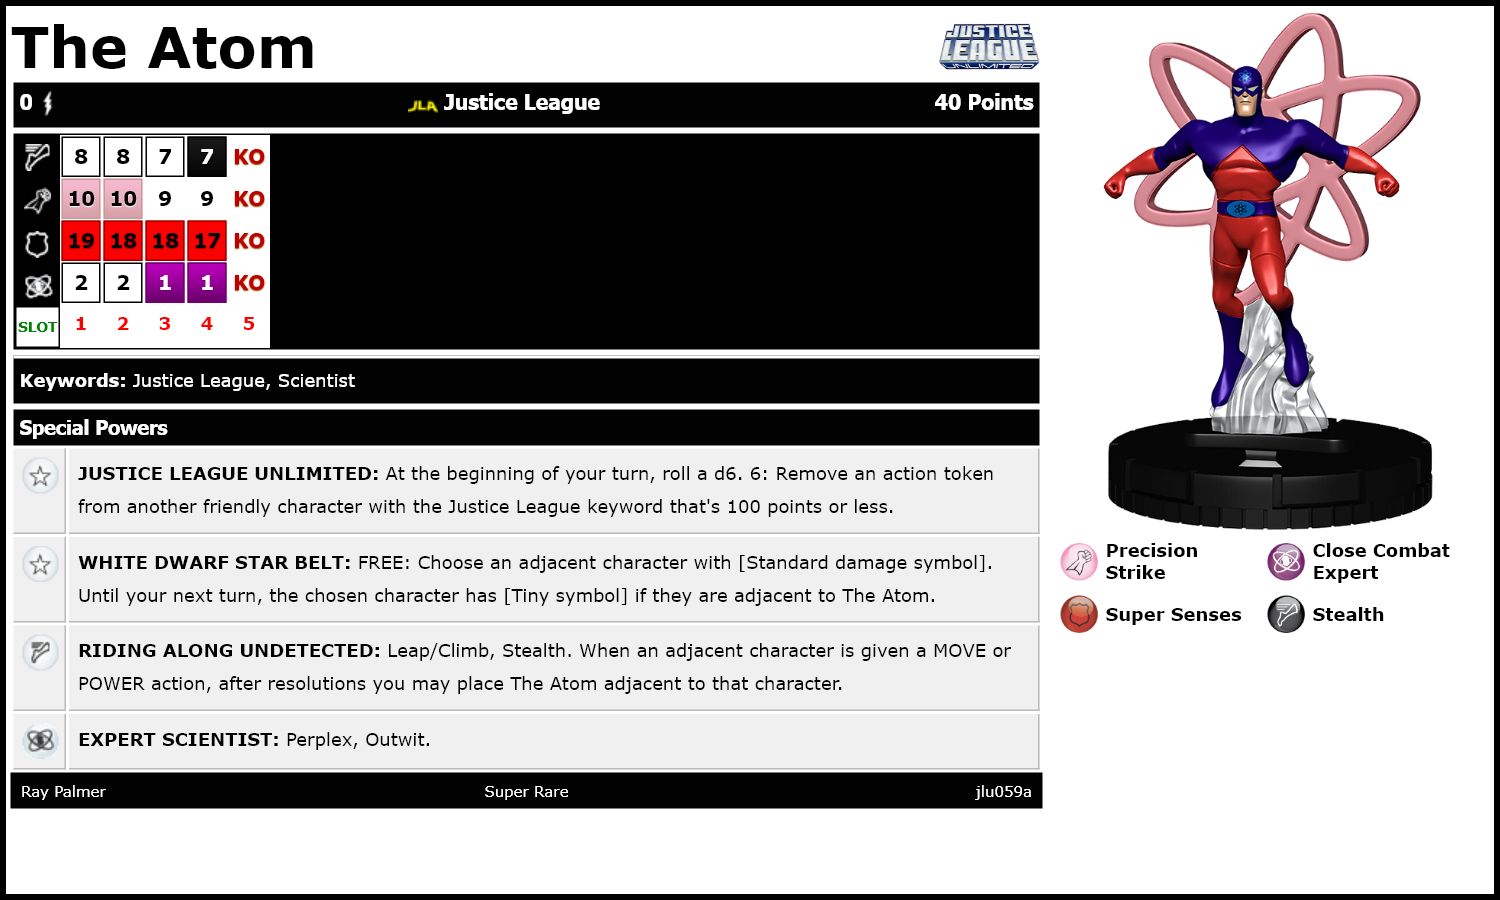 The Atom
JUSTICE
LEAGUE
UNLIMITED
0 JLA Justice League 40 Points
8 8 7 7 KO
10 10 9 9 KO
19 18 18 17 KO
2 2 1 1 KO
SLOT 1 2 3 4 5
Keywords: Justice League, Scientist
Special Powers
JUSTICE LEAGUE UNLIMITED: At the beginning of your turn, roll a d6. 6: Remove an action token
from another friendly character with the Justice League keyword that's 100 points or less.
WHITE DWARF STAR BELT: FREE: Choose an adjacent character with [Standard damage symbol].
Until your next turn, the chosen character has [Tiny symbol] if they are adjacent to The Atom.
RIDING ALONG UNDETECTED: Leap/Climb, Stealth. When an adjacent character is given a MOVE or
POWER action, after resolutions you may place The Atom adjacent to that character.
EXPERT SCIENTIST: Perplex, Outwit.
Ray Palmer Super Rare jlu059a
Precision
Strike
Close Combat
Expert
Super Senses
Stealth